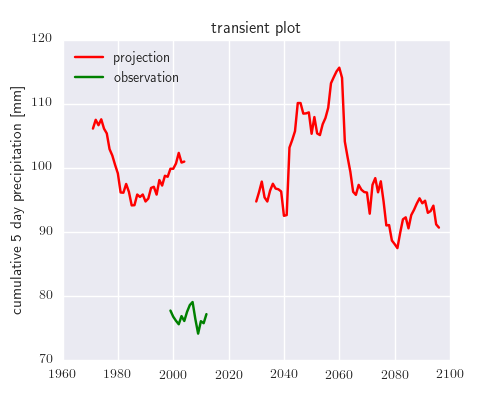 transient plot
projection
observation
cumulative 5 day precipitation [mm]
120
110
100
90
80
70
1960 1980 2000 2020 2040 2060 2080 2100